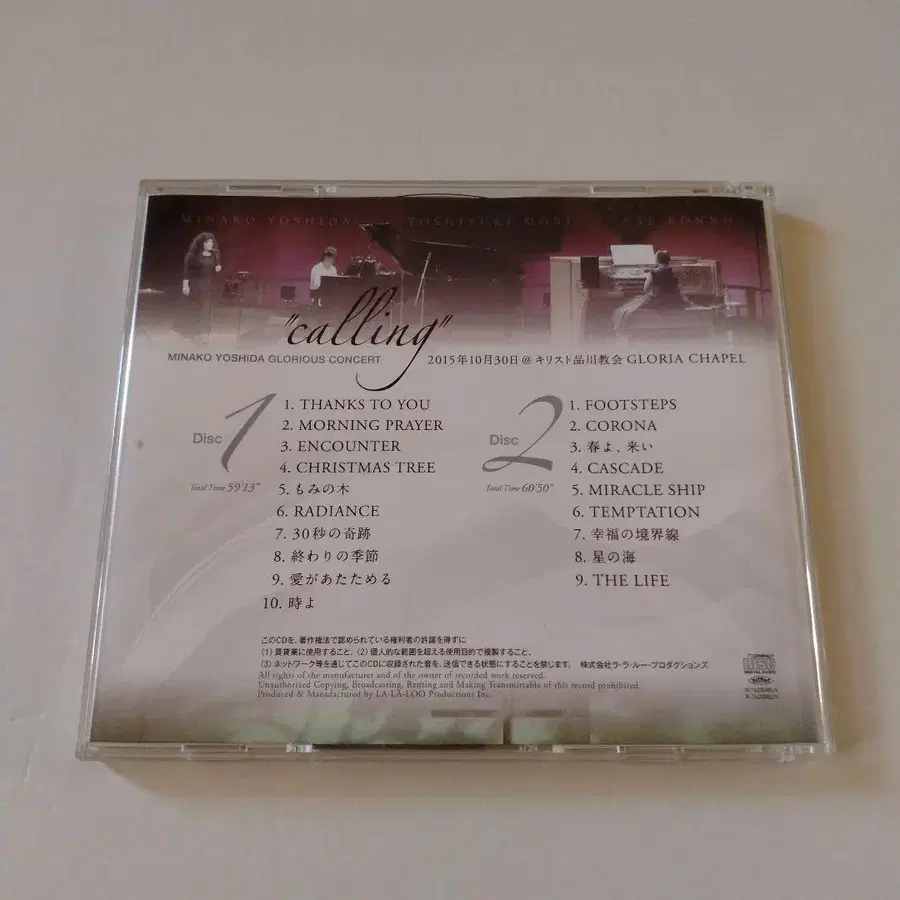 MINAKO YOSHIDA TOSHIYUKI MORI KONNO
"calling"
MINAKO YOSHIDA GLORIOUS CONCERT 2015年10月30日@キリスト品川教会 GLORIA CHAPEL
Disc 1
Total Time 59'13"
1. THANKS TO YOU
2. MORNING PRAYER
3. ENCOUNTER
4. CHRISTMAS TREE
5. もみの木
6. RADIANCE
7. 30秒の奇跡
8. 終わりの季節
9. 愛があたためる
10. 時よ
Disc 2
Total Time 60'50"
1. FOOTSTEPS
2. CORONA
3. 春よ、来い
4. CASCADE
5. MIRACLE SHIP
6. TEMPTATION
7. 幸福の境界線
8. 星の海
9. THE LIFE
このCDを、著作権法で認められている権利者の許諾を得ずに
(1)賃貸業に使用すること、(2)個人的な範囲を超える使用目的で複製すること、
(3)ネットワーク等を通じてこのCDに収録された音を、送信できる状態にすることを禁じます。 株式会社ラ・ラ・ルー・プロダクションズ
All rights of the manufacturer and of the owner of recorded work reserved.
Unauthorized Copying, Broadcasting, Renting and Making Transmittable of this record prohibited.
Produced & Manufactured by LA-LA-LOO Productions Inc.
COMPACT
disc
DIGITAL AUDIO